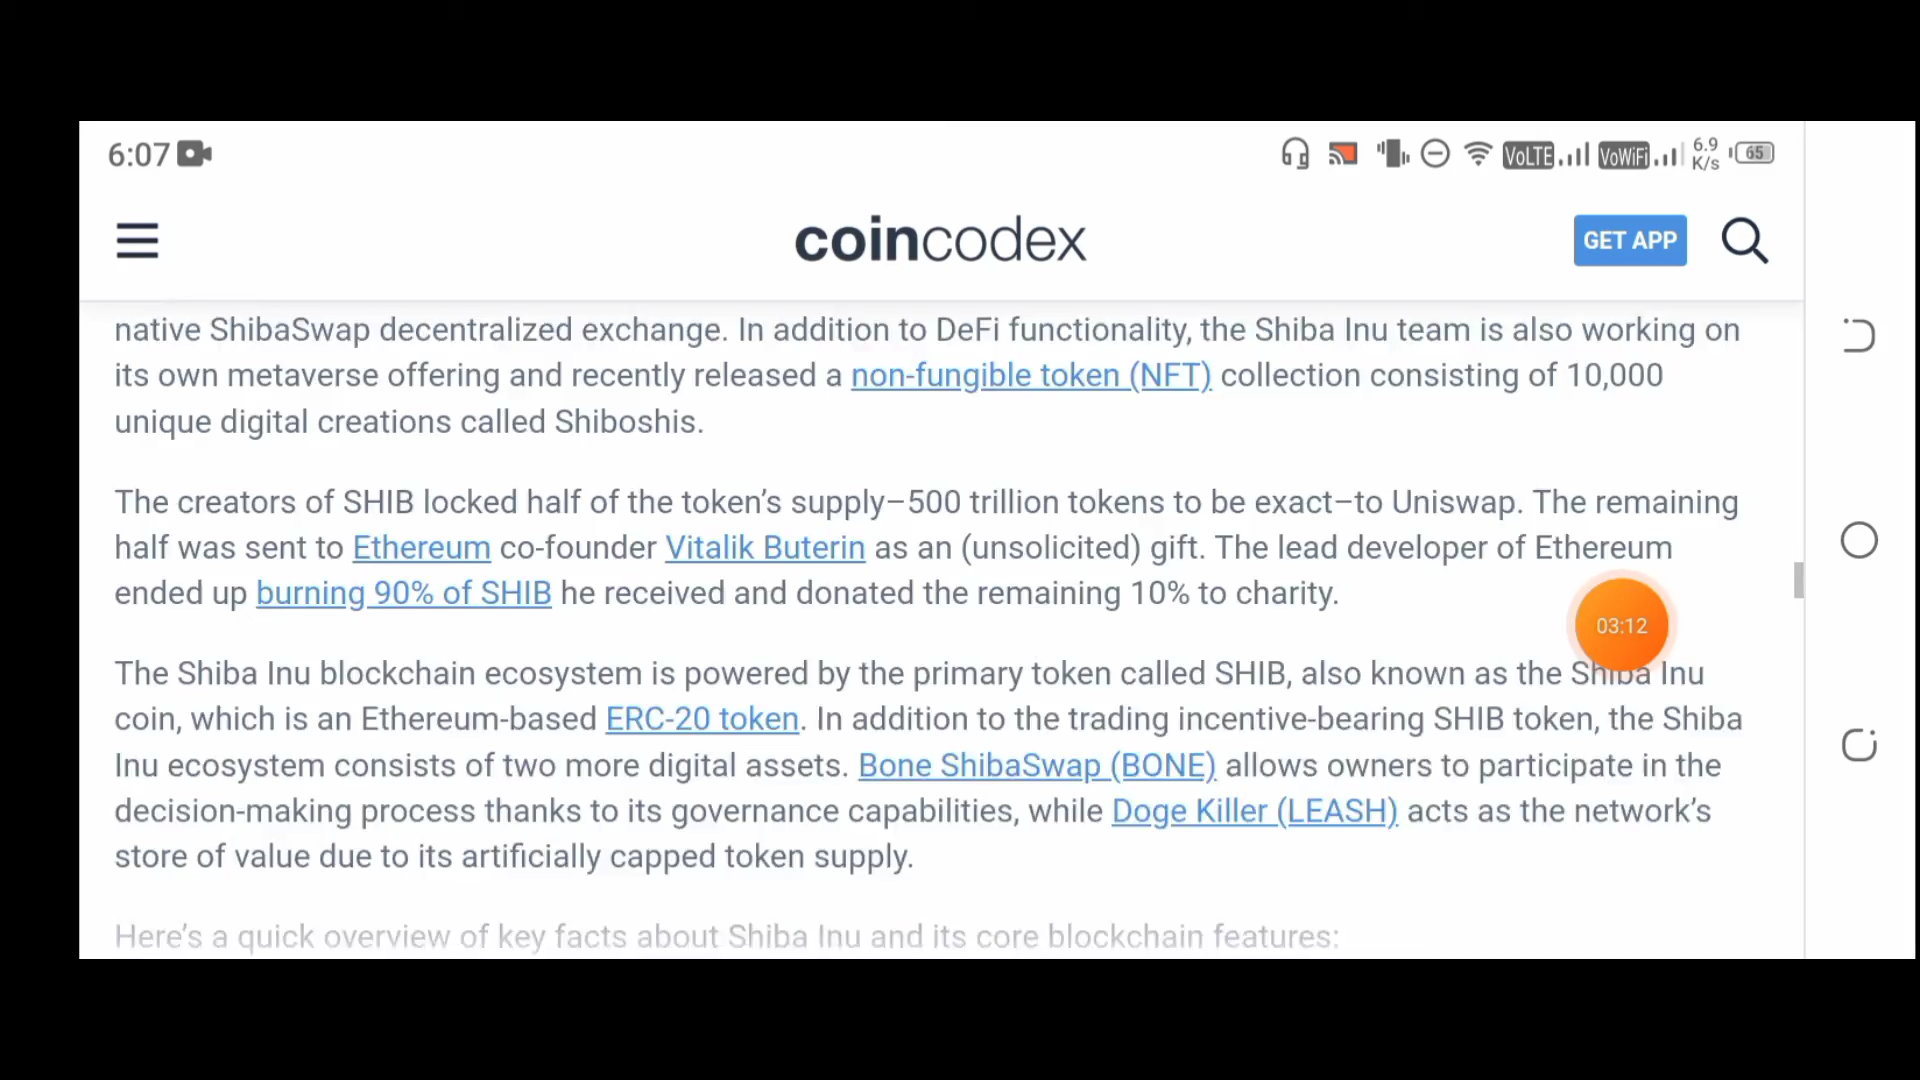 6:07
VoLTE
VoWiFi
6.9
K/s
65
coincodex
GET APP
native ShibaSwap decentralized exchange. In addition to DeFi functionality, the Shiba Inu team is also working on
its own metaverse offering and recently released a non-fungible token (NFT) collection consisting of 10,000
unique digital creations called Shiboshis.
The creators of SHIB locked half of the token’s supply–500 trillion tokens to be exact–to Uniswap. The remaining
half was sent to Ethereum co-founder Vitalik Buterin as an (unsolicited) gift. The lead developer of Ethereum
ended up burning 90% of SHIB he received and donated the remaining 10% to charity.
03:12
The Shiba Inu blockchain ecosystem is powered by the primary token called SHIB, also known as the Shiba Inu
coin, which is an Ethereum-based ERC-20 token. In addition to the trading incentive-bearing SHIB token, the Shiba
Inu ecosystem consists of two more digital assets. Bone ShibaSwap (BONE) allows owners to participate in the
decision-making process thanks to its governance capabilities, while Doge Killer (LEASH) acts as the network’s
store of value due to its artificially capped token supply.
Here’s a quick overview of key facts about Shiba Inu and its core blockchain features: